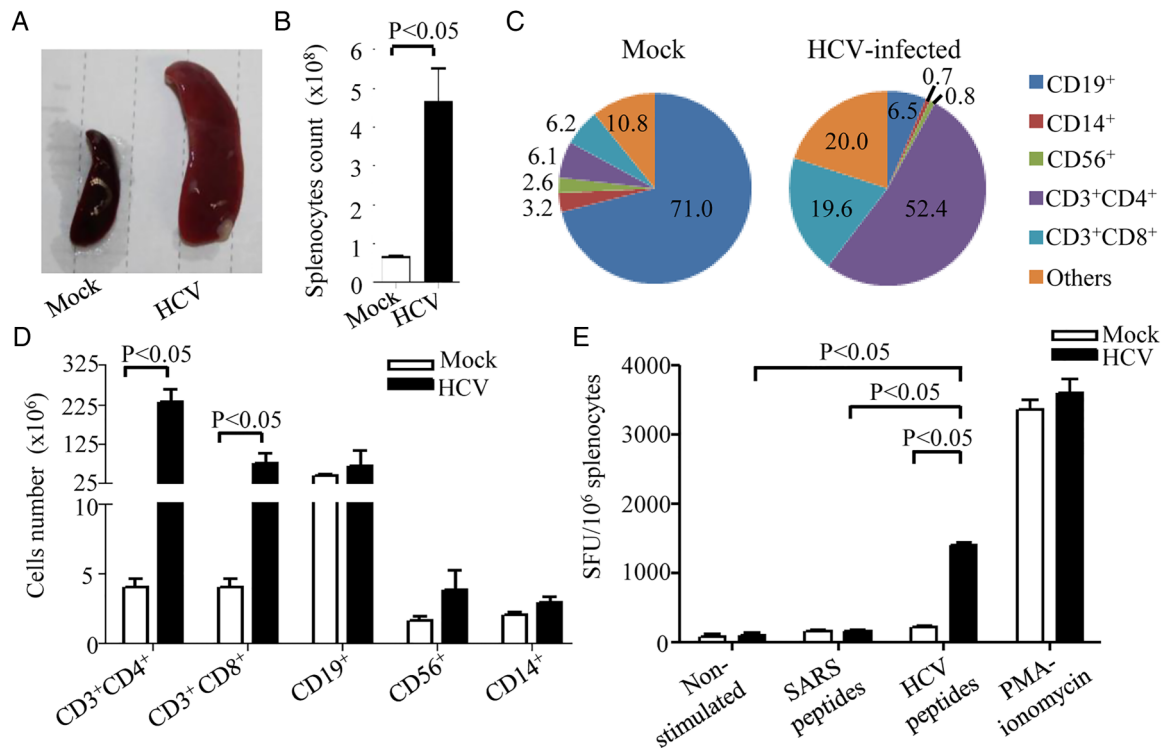 A
Mock
HCV
B
P<0.05
Splenocytes count (x10⁸)
6
5
4
3
2
1
0
Mock
HCV
C
Mock
HCV-infected
10.8
6.2
6.1
2.6
3.2
71.0
0.7
0.8
6.5
20.0
19.6
52.4
CD19⁺
CD14⁺
CD56⁺
CD3⁺CD4⁺
CD3⁺CD8⁺
Others
D
Mock
HCV
P<0.05
P<0.05
Cells number (x10⁶)
325
225
125
25
10
5
0
CD3⁺CD4⁺
CD3⁺CD8⁺
CD19⁺
CD56⁺
CD14⁺
E
Mock
HCV
P<0.05
P<0.05
P<0.05
SFU/10⁶ splenocytes
4000
3000
2000
1000
0
Non-
stimulated
SARS
peptides
HCV
peptides
PMA-
ionomycin